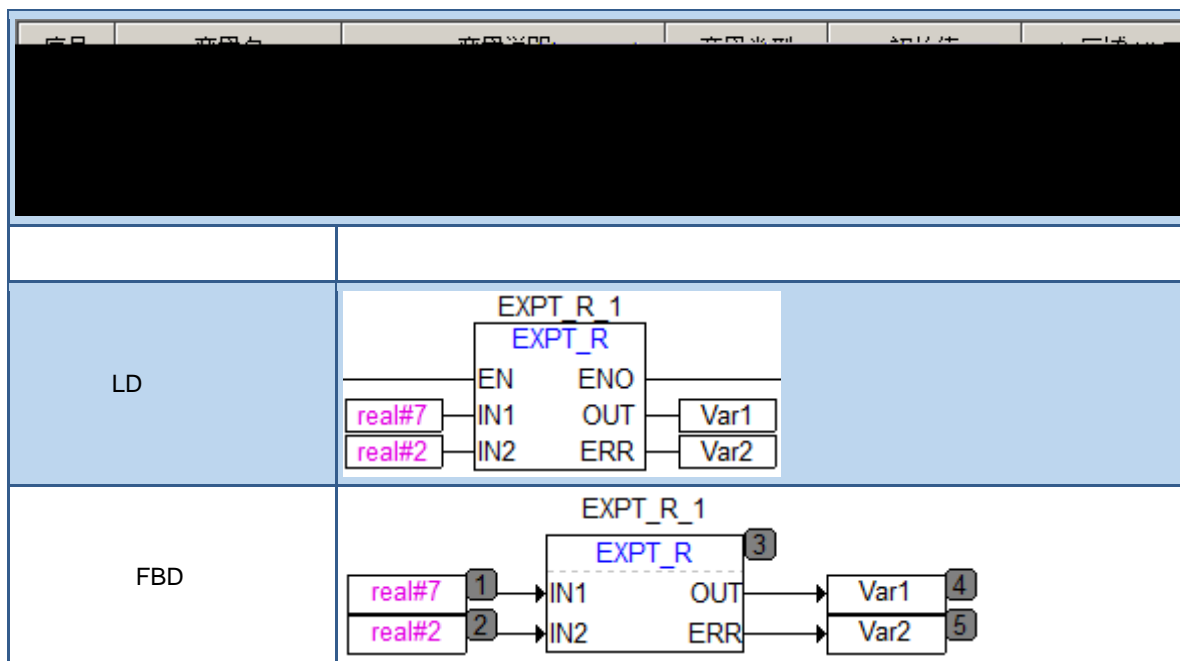 EXPT_R_1
EXPT_R
LD
EN ENO
real#7 IN1 OUT Var1
real#2 IN2 ERR Var2
EXPT_R_1
EXPT_R 3
FBD
real#7 1 IN1 OUT Var1 4
real#2 2 IN2 ERR Var2 5